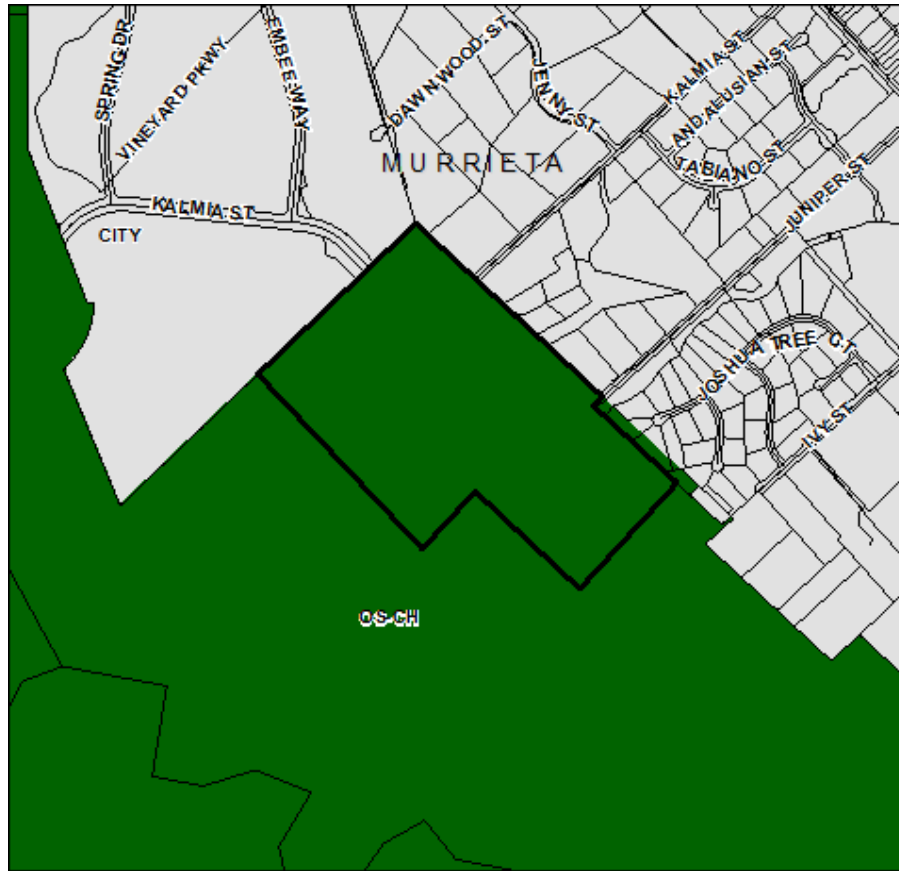 SPRING DR
VINEYARD PKWY
EMBEE WAY
DAWNWOOD ST
ENNY ST
KALMIA ST
ANDALUSIAN ST
TABIANO ST
MURRIETA
JUNIPER ST
KALMIA ST
CITY
JOSHUA TREE CT
IVY ST
OS-CH